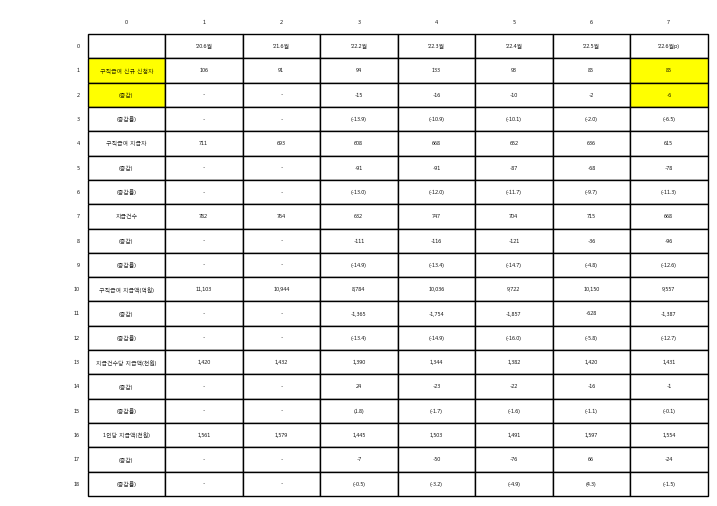 0 1 2 3 4 5 6 7
0 '20.6월 '21.6월 '22.2월 '22.3월 '22.4월 '22.5월 '22.6월p)
1 구직급여 신규 신청자 106 91 94 133 93 85 85
2 (증감) - - -15 -16 -10 -2 -6
3 (증감률) - - (-13.9) (-10.9) (-10.1) (-2.0) (-6.5)
4 구직급여 지급자 711 693 608 668 652 636 615
5 (증감) - - -91 -91 -87 -68 -78
6 (증감률) - - (-13.0) (-12.0) (-11.7) (-9.7) (-11.3)
7 지급건수 782 764 632 747 704 715 668
8 (증감) - - -111 -116 -121 -36 -96
9 (증감률) - - (-14.9) (-13.4) (-14.7) (-4.8) (-12.6)
10 구직급여 지급액(억원) 11,103 10,944 8,784 10,036 9,722 10,150 9,557
11 (증감) - - -1,365 -1,754 -1,857 -628 -1,387
12 (증감률) - - (-13.4) (-14.9) (-16.0) (-5.8) (-12.7)
13 지급건수당 지급액(천원) 1,420 1,432 1,390 1,344 1,382 1,420 1,431
14 (증감) - - 24 -23 -22 -16 -1
15 (증감률) - - (1.8) (-1.7) (-1.6) (-1.1) (-0.1)
16 1인당 지급액(천원) 1,561 1,579 1,445 1,503 1,491 1,597 1,554
17 (증감) - - -7 -50 -76 66 -24
18 (증감률) - - (-0.5) (-3.2) (-4.9) (4.3) (-1.5)